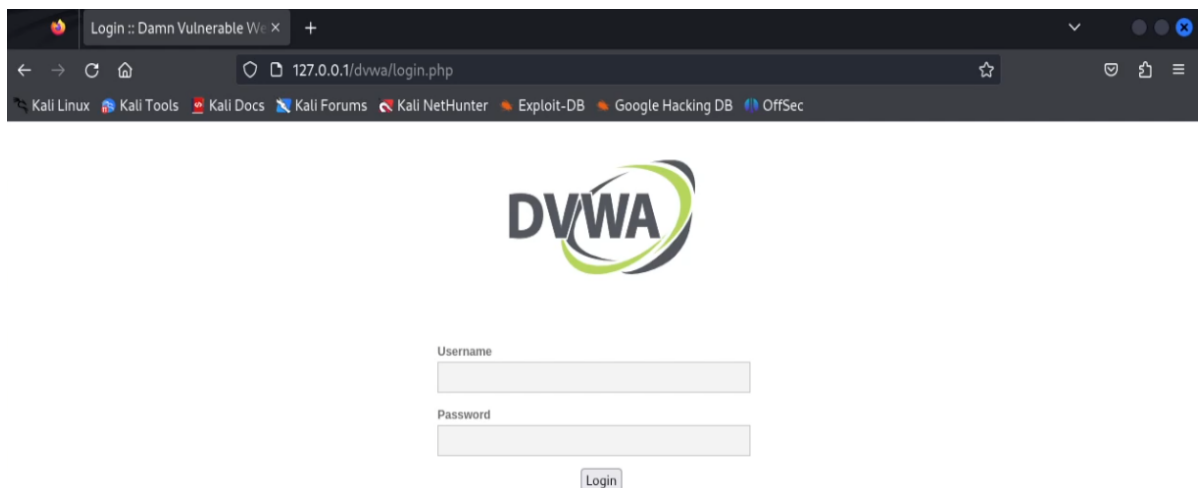 Login :: Damn Vulnerable We
127.0.0.1/dvwa/login.php
Kali Linux Kali Tools Kali Docs Kali Forums Kali NetHunter Exploit-DB Google Hacking DB OffSec
DVWA
Username
Password
Login